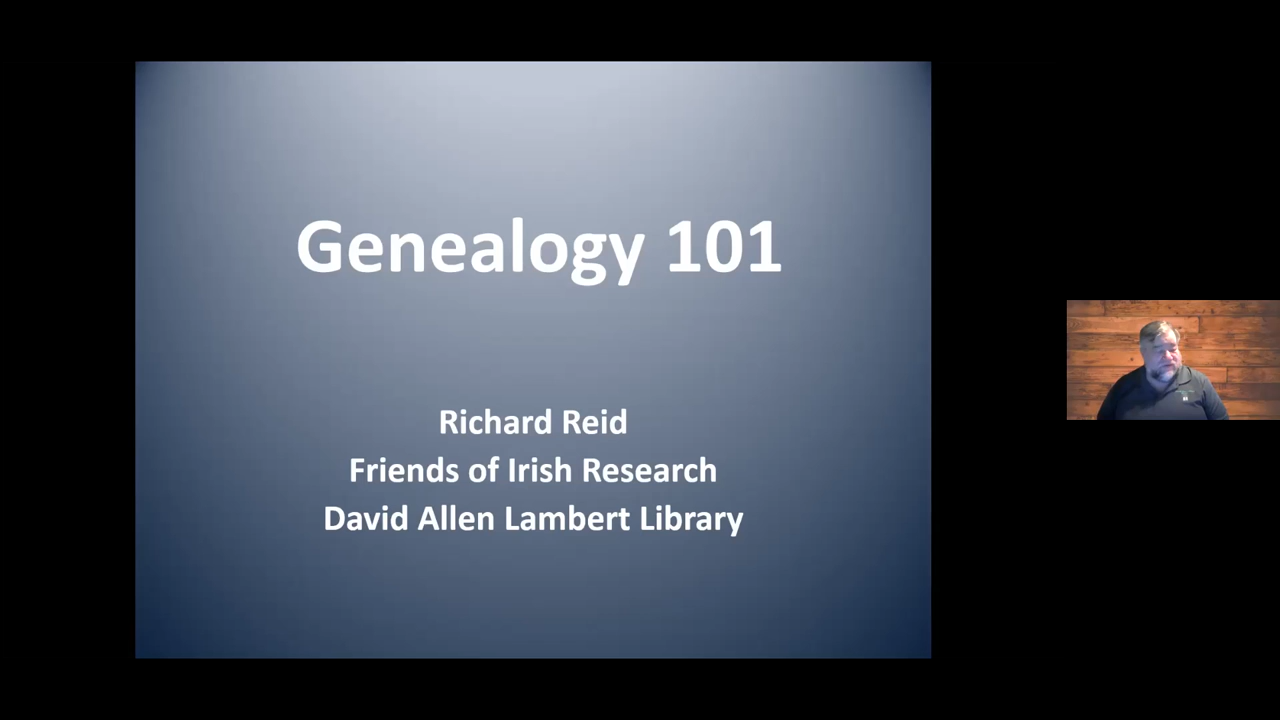 Genealogy 101
Richard Reid
Friends of Irish Research
David Allen Lambert Library